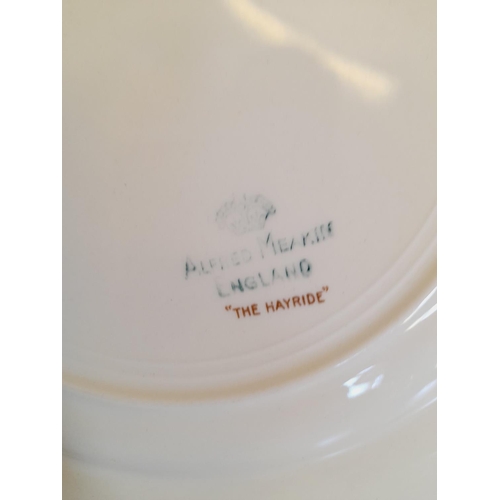 ALFRED MEAKIN
ENGLAND
"THE HAYRIDE"